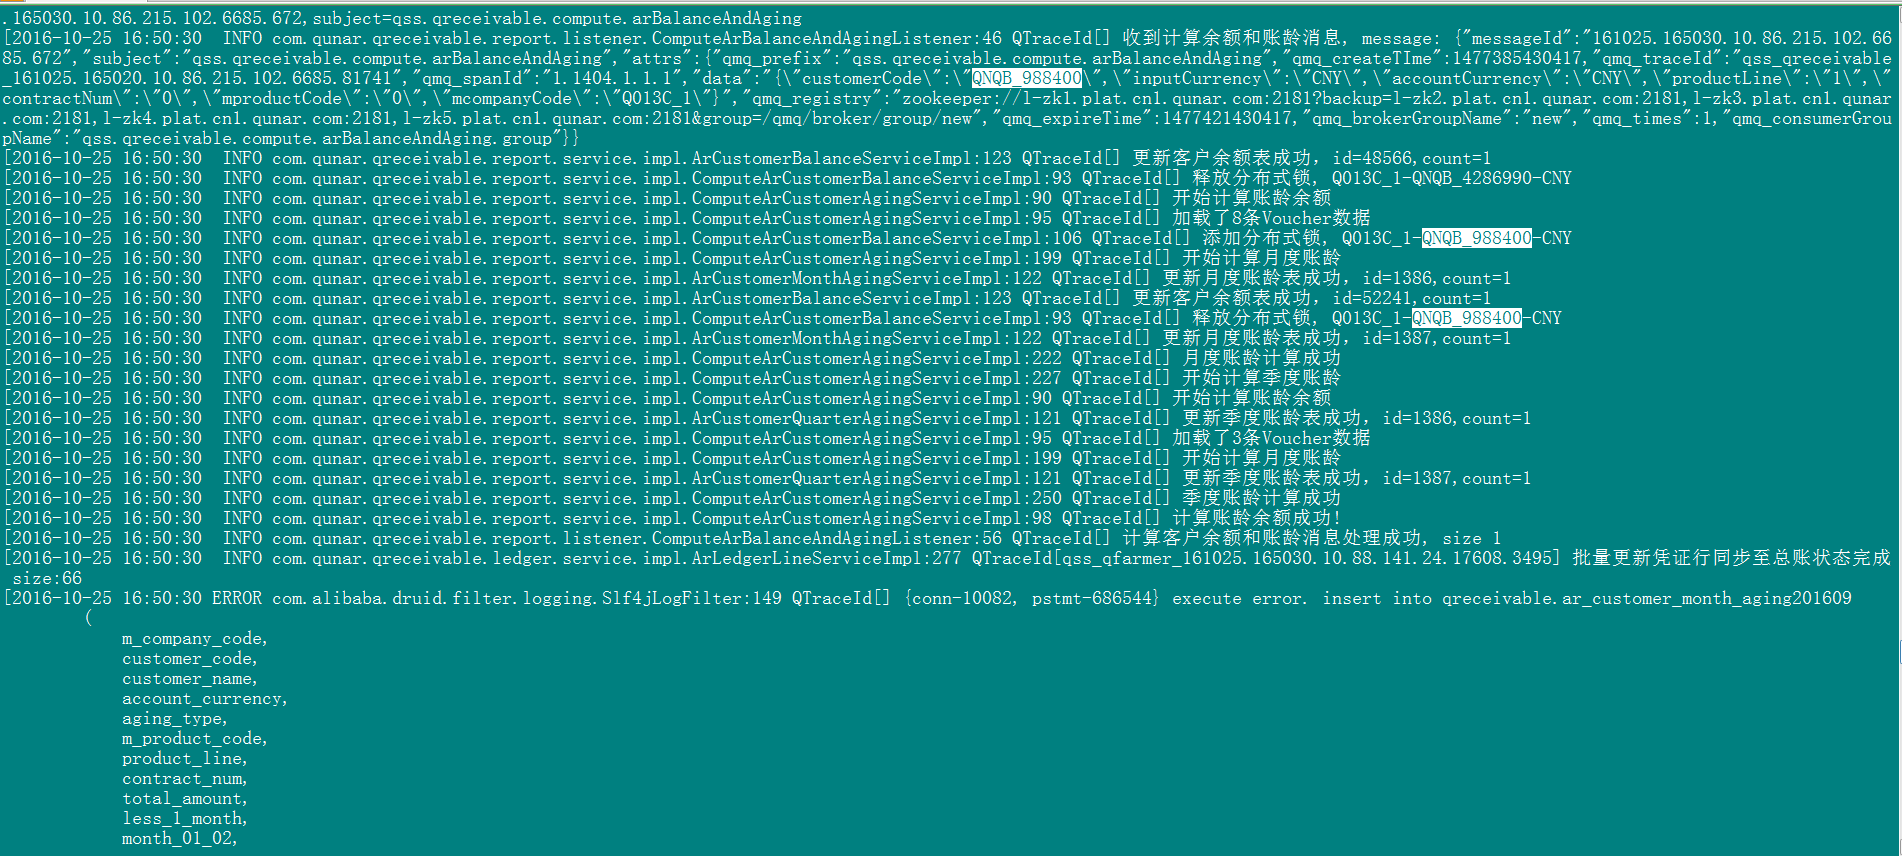 .165030.10.86.215.102.6685.672,subject=qss.qreceivable.compute.arBalanceAndAging
[2016-10-25 16:50:30  INFO com.qunar.qreceivable.report.listener.ComputeArBalanceAndAgingListener:46 QTraceId[] 收到计算余额和账龄消息, message: {"messageId":"161025.165030.10.86.215.102.66
85.672","subject":"qss.qreceivable.compute.arBalanceAndAging","attrs":{"qmq_prefix":"qss.qreceivable.compute.arBalanceAndAging","qmq_createTIme":1477385430417,"qmq_traceId":"qss_qreceivable
_161025.165020.10.86.215.102.6685.81741","qmq_spanId":"1.1404.1.1.1","data":"{\"customerCode\":\"QNQB_988400\",\"inputCurrency\":\"CNY\",\"accountCurrency\":\"CNY\",\"productLine\":\"1\",\"
contractNum\":\"0\",\"mproductCode\":\"0\",\"mcompanyCode\":\"Q013C_1\"}","qmq_registry":"zookeeper://l-zk1.plat.cn1.qunar.com:2181?backup=l-zk2.plat.cn1.qunar.com:2181,l-zk3.plat.cn1.qunar
.com:2181,l-zk4.plat.cn1.qunar.com:2181,l-zk5.plat.cn1.qunar.com:2181&group=/qmq/broker/group/new","qmq_expireTime":1477421430417,"qmq_brokerGroupName":"new","qmq_times":1,"qmq_consumerGrou
pName":"qss.qreceivable.compute.arBalanceAndAging.group"}}
[2016-10-25 16:50:30  INFO com.qunar.qreceivable.report.service.impl.ArCustomerBalanceServiceImpl:123 QTraceId[] 更新客户余额表成功，id=48566,count=1
[2016-10-25 16:50:30  INFO com.qunar.qreceivable.report.service.impl.ComputeArCustomerBalanceServiceImpl:93 QTraceId[] 释放分布式锁, Q013C_1-QNQB_4286990-CNY
[2016-10-25 16:50:30  INFO com.qunar.qreceivable.report.service.impl.ComputeArCustomerAgingServiceImpl:90 QTraceId[] 开始计算账龄余额
[2016-10-25 16:50:30  INFO com.qunar.qreceivable.report.service.impl.ComputeArCustomerAgingServiceImpl:95 QTraceId[] 加载了8条Voucher数据
[2016-10-25 16:50:30  INFO com.qunar.qreceivable.report.service.impl.ComputeArCustomerBalanceServiceImpl:106 QTraceId[] 添加分布式锁, Q013C_1-QNQB_988400-CNY
[2016-10-25 16:50:30  INFO com.qunar.qreceivable.report.service.impl.ComputeArCustomerAgingServiceImpl:199 QTraceId[] 开始计算月度账龄
[2016-10-25 16:50:30  INFO com.qunar.qreceivable.report.service.impl.ArCustomerMonthAgingServiceImpl:122 QTraceId[] 更新月度账龄表成功，id=1386,count=1
[2016-10-25 16:50:30  INFO com.qunar.qreceivable.report.service.impl.ArCustomerBalanceServiceImpl:123 QTraceId[] 更新客户余额表成功，id=52241,count=1
[2016-10-25 16:50:30  INFO com.qunar.qreceivable.report.service.impl.ComputeArCustomerBalanceServiceImpl:93 QTraceId[] 释放分布式锁, Q013C_1-QNQB_988400-CNY
[2016-10-25 16:50:30  INFO com.qunar.qreceivable.report.service.impl.ArCustomerMonthAgingServiceImpl:122 QTraceId[] 更新月度账龄表成功，id=1387,count=1
[2016-10-25 16:50:30  INFO com.qunar.qreceivable.report.service.impl.ComputeArCustomerAgingServiceImpl:222 QTraceId[] 月度账龄计算成功
[2016-10-25 16:50:30  INFO com.qunar.qreceivable.report.service.impl.ComputeArCustomerAgingServiceImpl:227 QTraceId[] 开始计算季度账龄
[2016-10-25 16:50:30  INFO com.qunar.qreceivable.report.service.impl.ComputeArCustomerAgingServiceImpl:90 QTraceId[] 开始计算账龄余额
[2016-10-25 16:50:30  INFO com.qunar.qreceivable.report.service.impl.ArCustomerQuarterAgingServiceImpl:121 QTraceId[] 更新季度账龄表成功，id=1386,count=1
[2016-10-25 16:50:30  INFO com.qunar.qreceivable.report.service.impl.ComputeArCustomerAgingServiceImpl:95 QTraceId[] 加载了3条Voucher数据
[2016-10-25 16:50:30  INFO com.qunar.qreceivable.report.service.impl.ComputeArCustomerAgingServiceImpl:199 QTraceId[] 开始计算月度账龄
[2016-10-25 16:50:30  INFO com.qunar.qreceivable.report.service.impl.ArCustomerQuarterAgingServiceImpl:121 QTraceId[] 更新季度账龄表成功，id=1387,count=1
[2016-10-25 16:50:30  INFO com.qunar.qreceivable.report.service.impl.ComputeArCustomerAgingServiceImpl:250 QTraceId[] 季度账龄计算成功
[2016-10-25 16:50:30  INFO com.qunar.qreceivable.report.service.impl.ComputeArCustomerAgingServiceImpl:98 QTraceId[] 计算账龄余额成功!
[2016-10-25 16:50:30  INFO com.qunar.qreceivable.report.listener.ComputeArBalanceAndAgingListener:56 QTraceId[] 计算客户余额和账龄消息处理成功, size 1
[2016-10-25 16:50:30  INFO com.qunar.qreceivable.ledger.service.impl.ArLedgerLineServiceImpl:277 QTraceId[qss_qfarmer_161025.165030.10.88.141.24.17608.3495] 批量更新凭证行同步至总账状态完成
 size:66
[2016-10-25 16:50:30 ERROR com.alibaba.druid.filter.logging.Slf4jLogFilter:149 QTraceId[] {conn-10082, pstmt-686544} execute error. insert into qreceivable.ar_customer_month_aging201609
(
m_company_code,
customer_code,
customer_name,
account_currency,
aging_type,
m_product_code,
product_line,
contract_num,
total_amount,
less_1_month,
month_01_02,